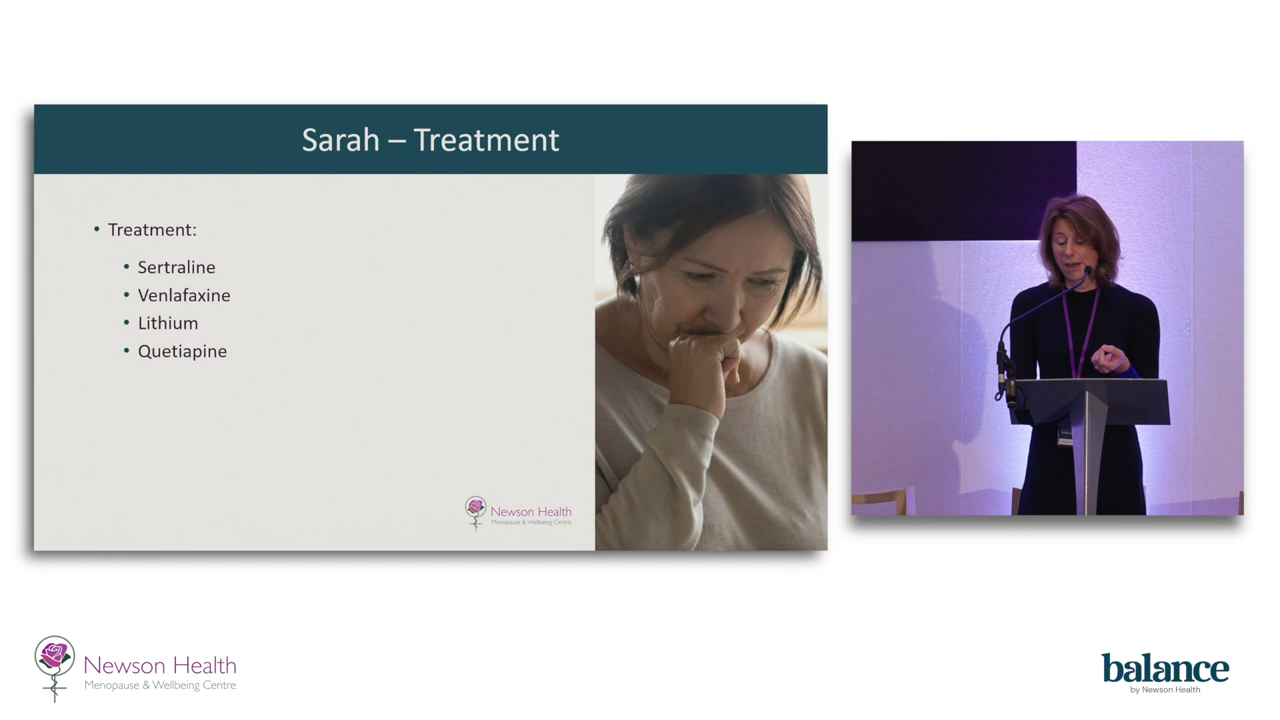 Sarah – Treatment
• Treatment:
• Sertraline
• Venlafaxine
• Lithium
• Quetiapine
Newson Health
Menopause & Wellbeing Centre
Newson Health
Menopause & Wellbeing Centre
balance
by Newson Health